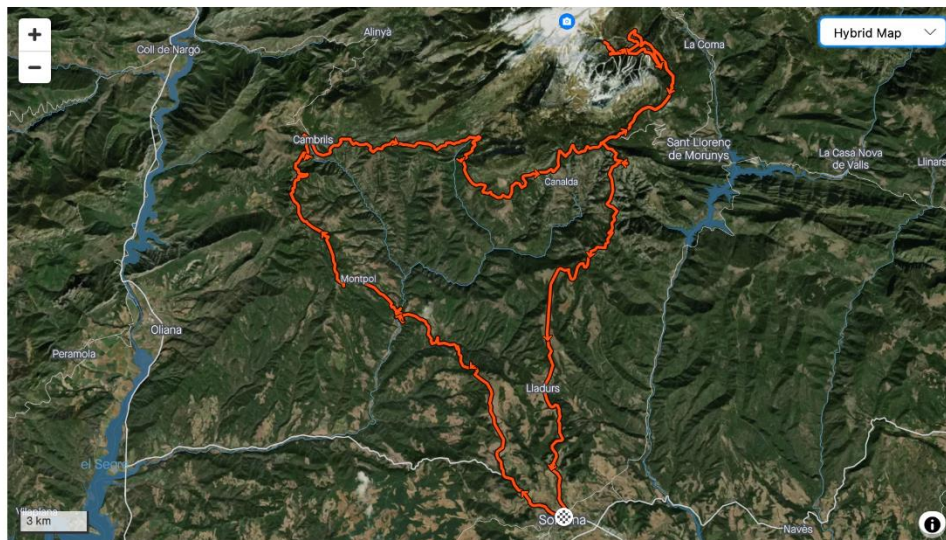 +
−
Hybrid Map
Alinyà
La Coma
Coll de Nargó
Cambrils
Sant Llorenç
de Morunys
La Casa Nova
de Valls
Llinars
Canalda
Montpol
Oliana
Peramola
Lladurs
el Segre
Vilaplana
3 km
Navès